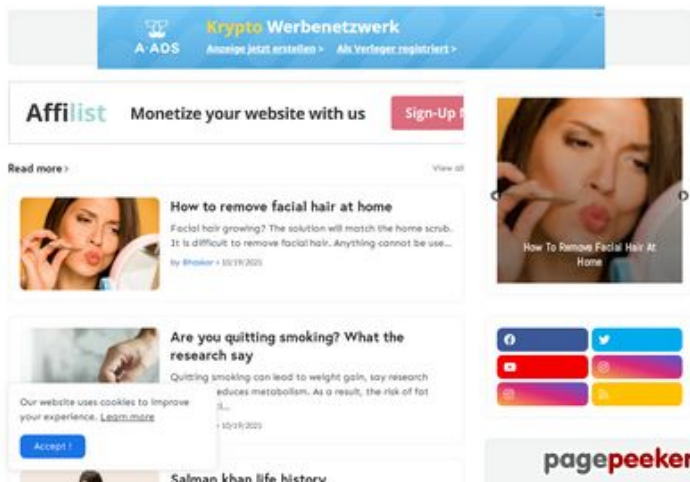 A-ADS
Krypto Werbenetzwerk
Anzeige jetzt erstellen > Als Verleger registriert >
Affilist Monetize your website with us Sign-Up
Read more > View all
How to remove facial hair at home
Facial hair growing? The solution will match the home scrub.
It is difficult to remove facial hair. Anything cannot be use...
by Bhaskar • 10/19/2021
How To Remove Facial Hair At
Home
Are you quitting smoking? What the
research say
Quitting smoking can lead to weight gain, say research
educes metabolism. As a result, the risk of fat
10/19/2021
Our website uses cookies to improve
your experience. Learn more
Accept !
Salman khan life history
pagepeeker